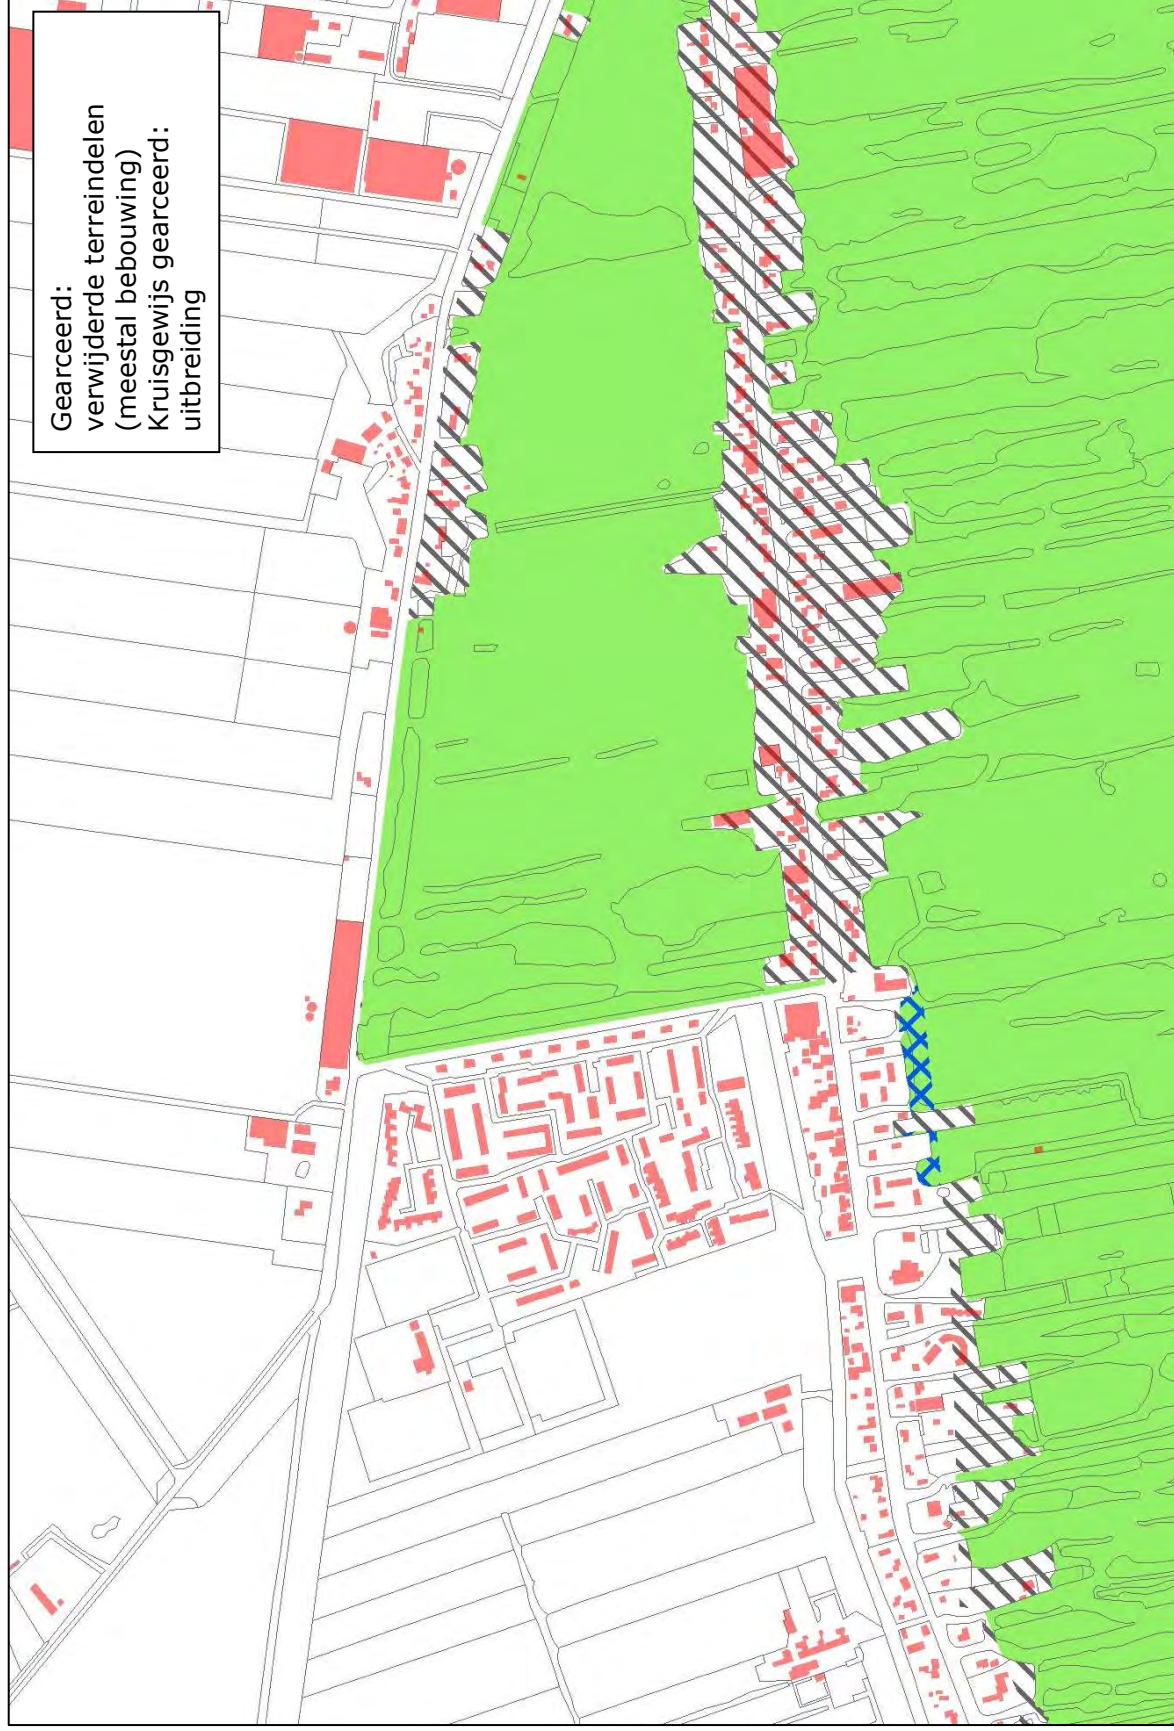 Gearceerd:
verwijderde terreindelen
(meestal bebouwing)
Kruisgewijs gearceerd:
uitbreiding